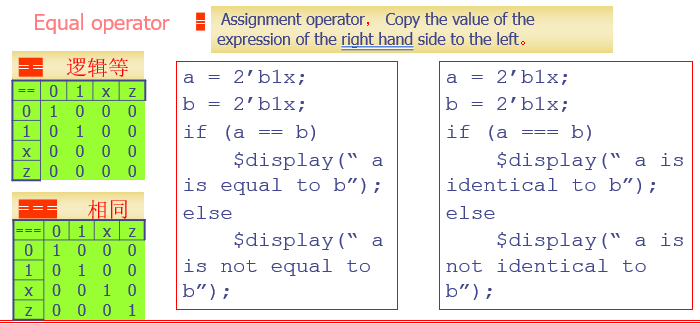 Equal operator
= Assignment operator， Copy the value of the
expression of the right hand side to the left。
== 逻辑等
== 0 1 x z
0 1 0 0 0
1 0 1 0 0
x 0 0 0 0
z 0 0 0 0
=== 相同
=== 0 1 x z
0 1 0 0 0
1 0 1 0 0
x 0 0 1 0
z 0 0 0 1
a = 2’b1x;
b = 2’b1x;
if (a == b)
$display(“ a
is equal to b”);
else
$display(“ a
is not equal to
b”);
a = 2’b1x;
b = 2’b1x;
if (a === b)
$display(“ a is
identical to b”);
else
$display(“ a is
not identical to
b”);